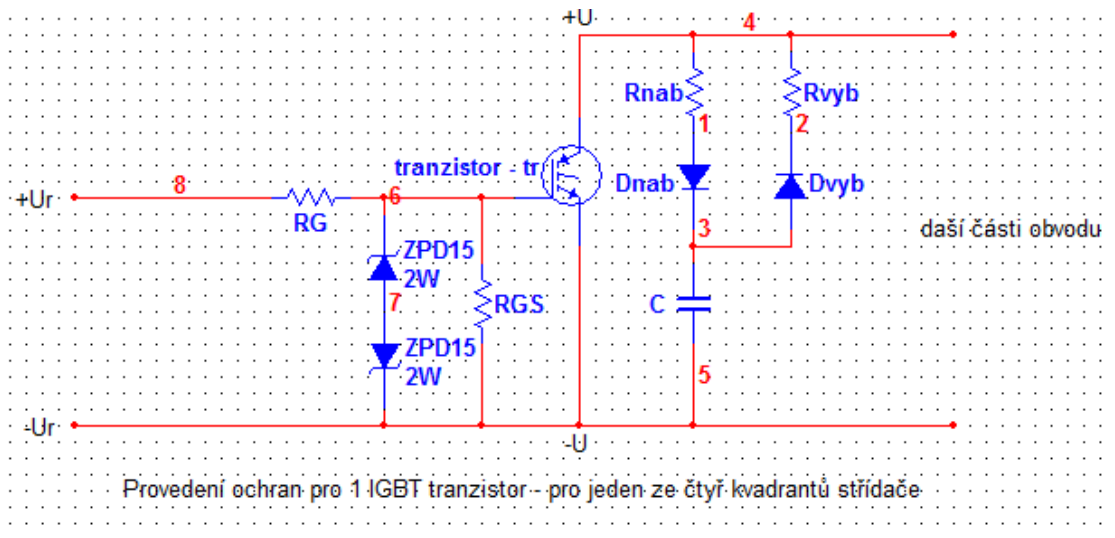 +U
4
Rnab
Rvyb
1
2
tranzistor - tr
Dnab
Dvyb
8
6
+Ur
RG
3
daší části obvodu
ZPD15
2W
7
RGS
C
ZPD15
2W
5
-Ur
-U
Provedení ochran pro 1 IGBT tranzistor - pro jeden ze čtyř kvadrantů střídače